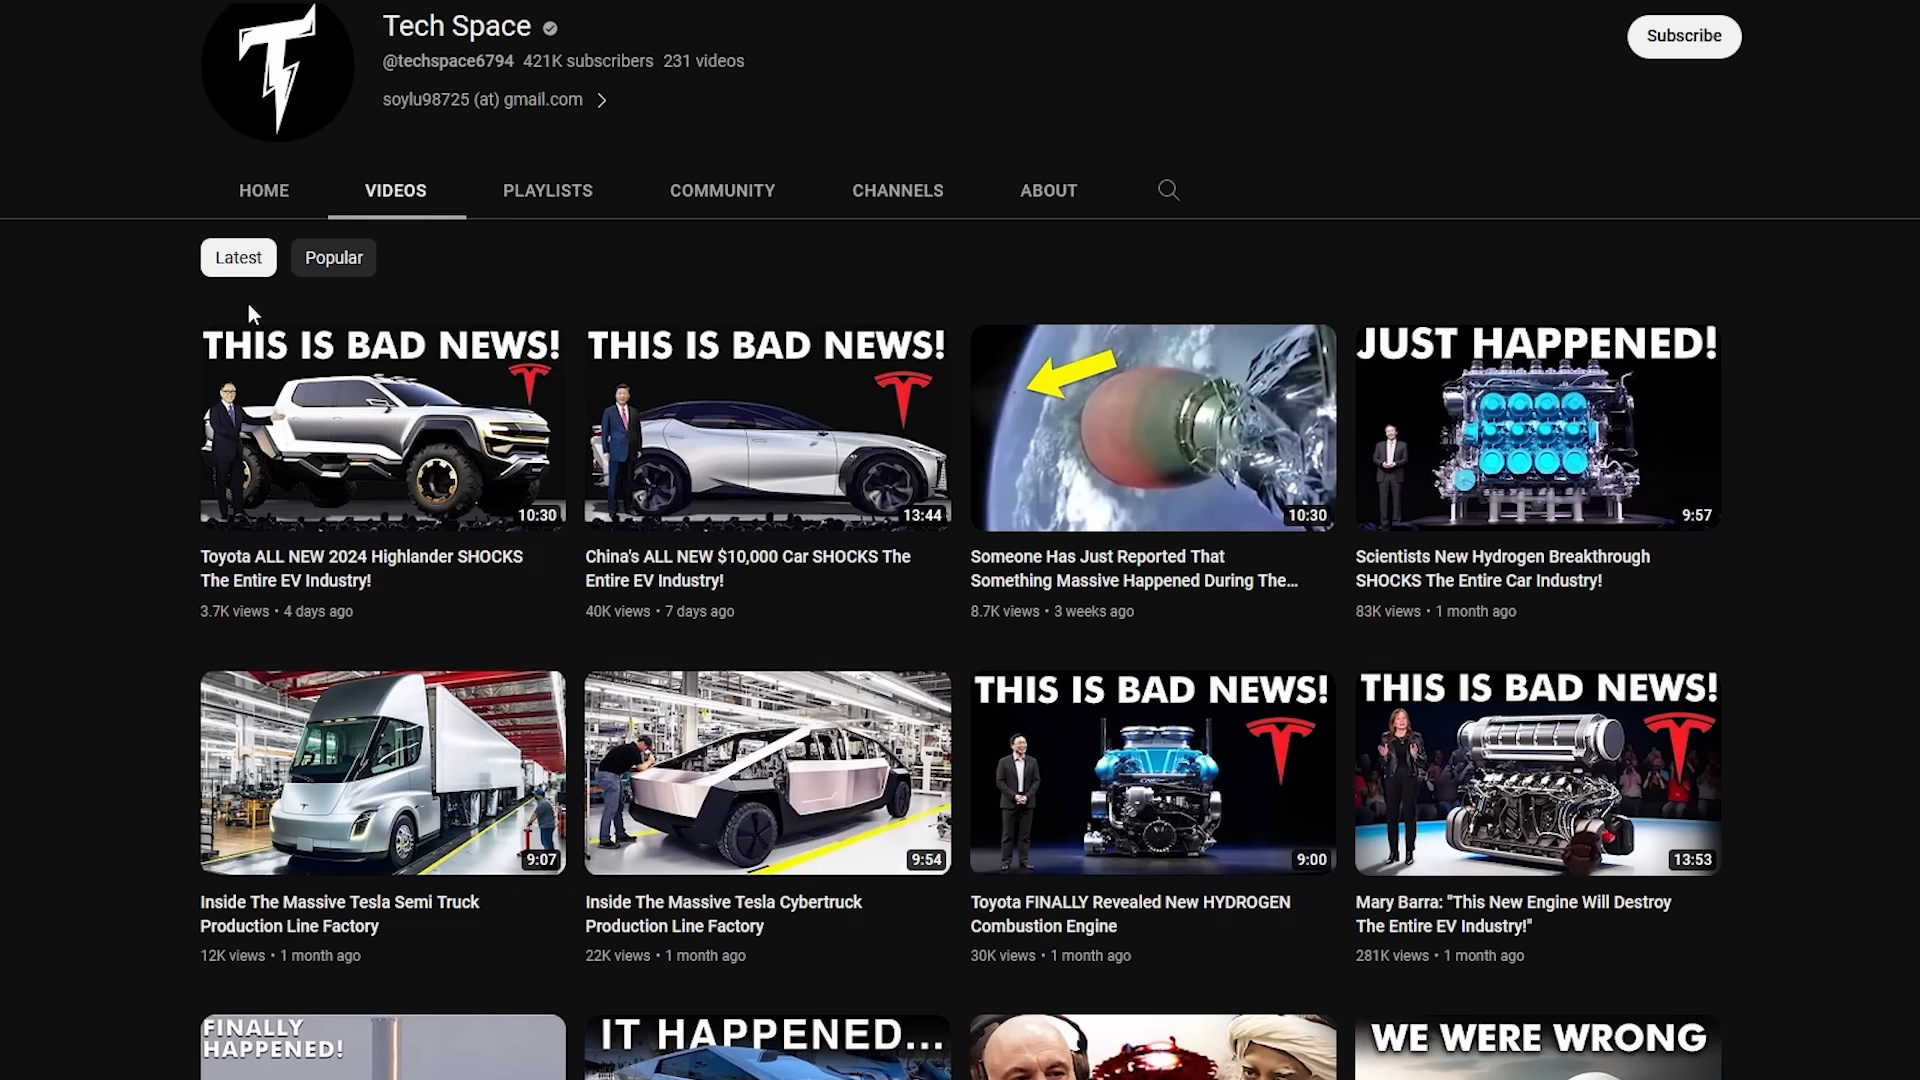 Tech Space
@techspace6794 421K subscribers 231 videos
soylu98725 (at) gmail.com
Subscribe
HOME
VIDEOS
PLAYLISTS
COMMUNITY
CHANNELS
ABOUT
Latest
Popular
THIS IS BAD NEWS!
10:30
Toyota ALL NEW 2024 Highlander SHOCKS
The Entire EV Industry!
3.7K views • 4 days ago
THIS IS BAD NEWS!
13:44
China's ALL NEW $10,000 Car SHOCKS The
Entire EV Industry!
40K views • 7 days ago
10:30
Someone Has Just Reported That
Something Massive Happened During The...
8.7K views • 3 weeks ago
JUST HAPPENED!
9:57
Scientists New Hydrogen Breakthrough
SHOCKS The Entire Car Industry!
83K views • 1 month ago
9:07
Inside The Massive Tesla Semi Truck
Production Line Factory
12K views • 1 month ago
9:54
Inside The Massive Tesla Cybertruck
Production Line Factory
22K views • 1 month ago
THIS IS BAD NEWS!
9:00
Toyota FINALLY Revealed New HYDROGEN
Combustion Engine
30K views • 1 month ago
THIS IS BAD NEWS!
13:53
Mary Barra: "This New Engine Will Destroy
The Entire EV Industry!"
281K views • 1 month ago
FINALLY
HAPPENED!
IT HAPPENED...
WE WERE WRONG